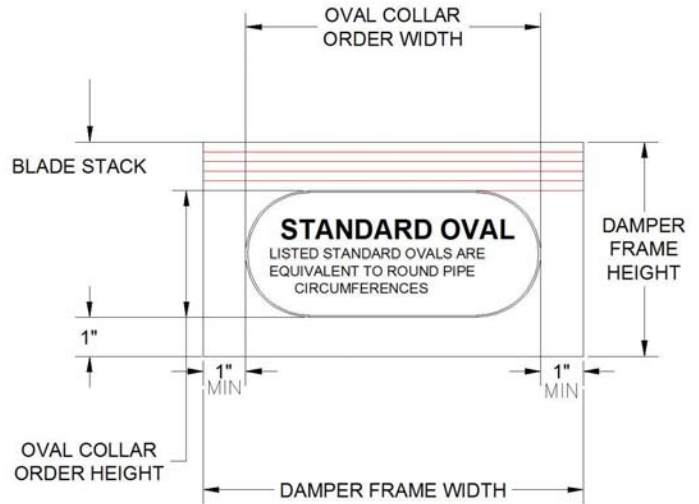 OVAL COLLAR
ORDER WIDTH
BLADE STACK
STANDARD OVAL
LISTED STANDARD OVALS ARE
EQUIVALENT TO ROUND PIPE
CIRCUMFERENCES
DAMPER
FRAME
HEIGHT
1"
1"
MIN
1"
MIN
OVAL COLLAR
ORDER HEIGHT
DAMPER FRAME WIDTH